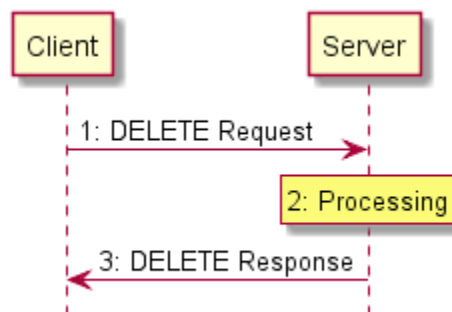 Client
Server
1: DELETE Request
2: Processing
3: DELETE Response